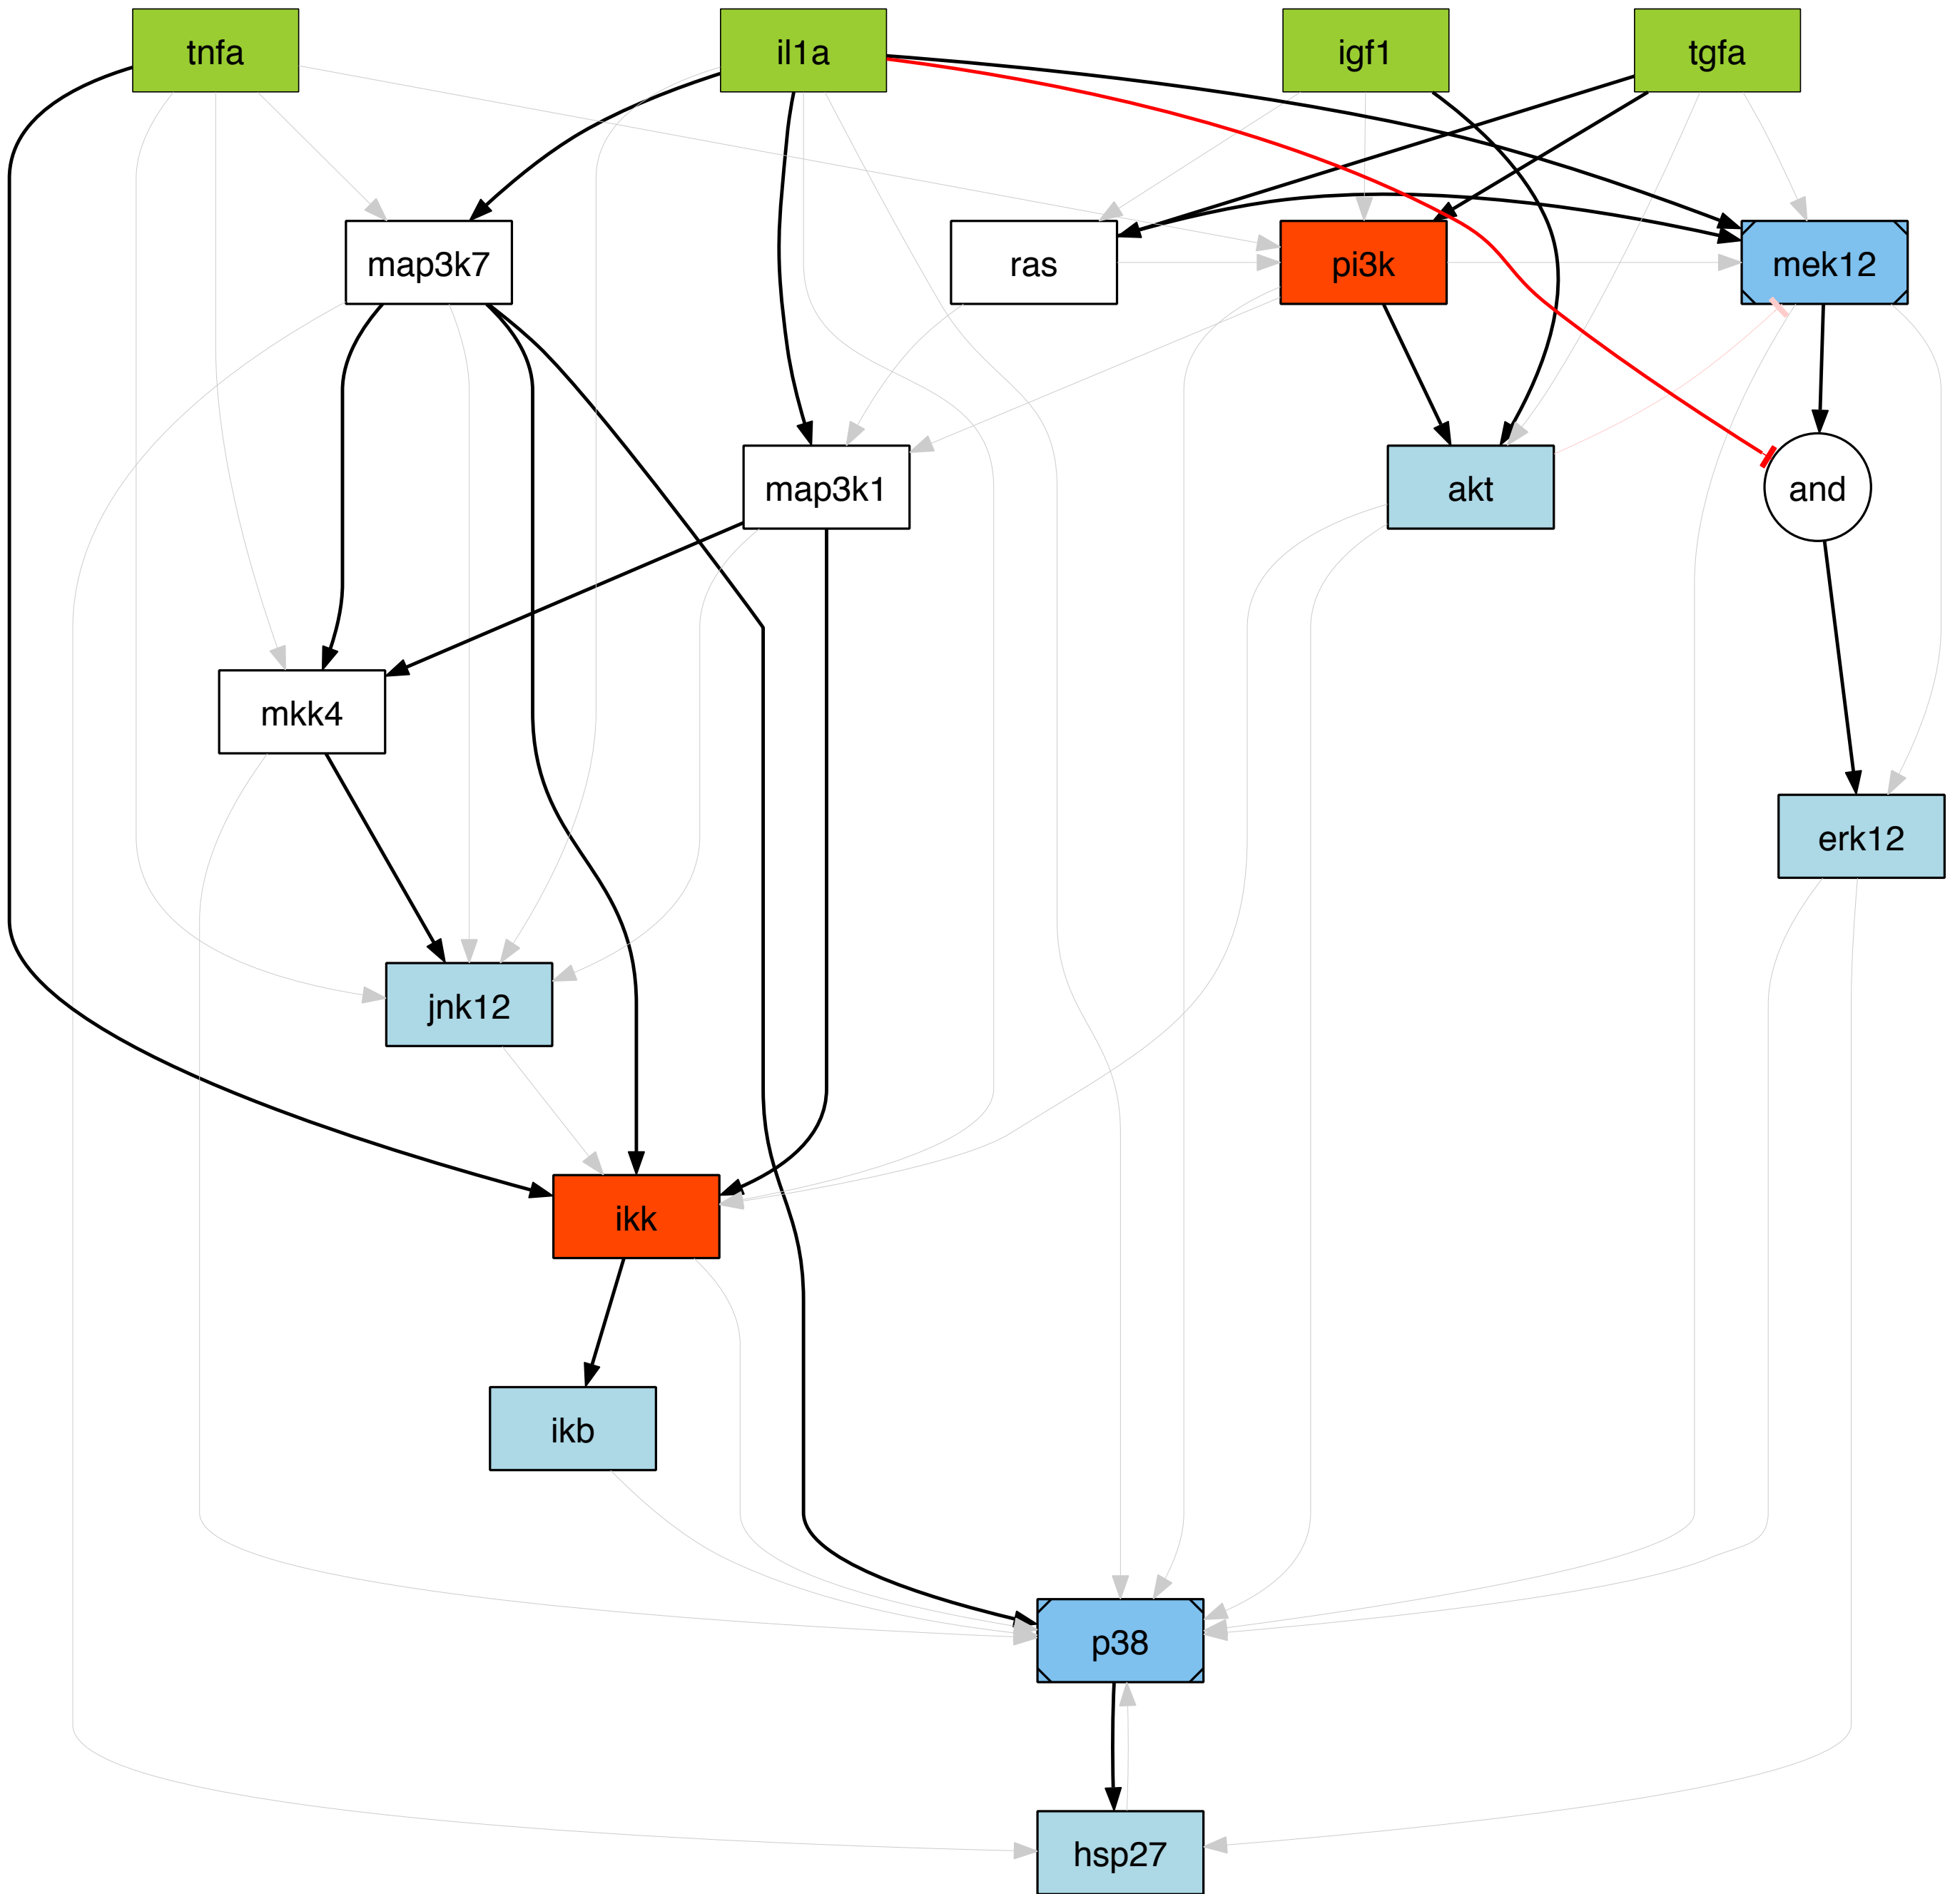 tnfa
il1a
igf1
tgfa
map3k7
ras
pi3k
mek12
map3k1
akt
and
mkk4
erk12
jnk12
ikk
ikb
p38
hsp27